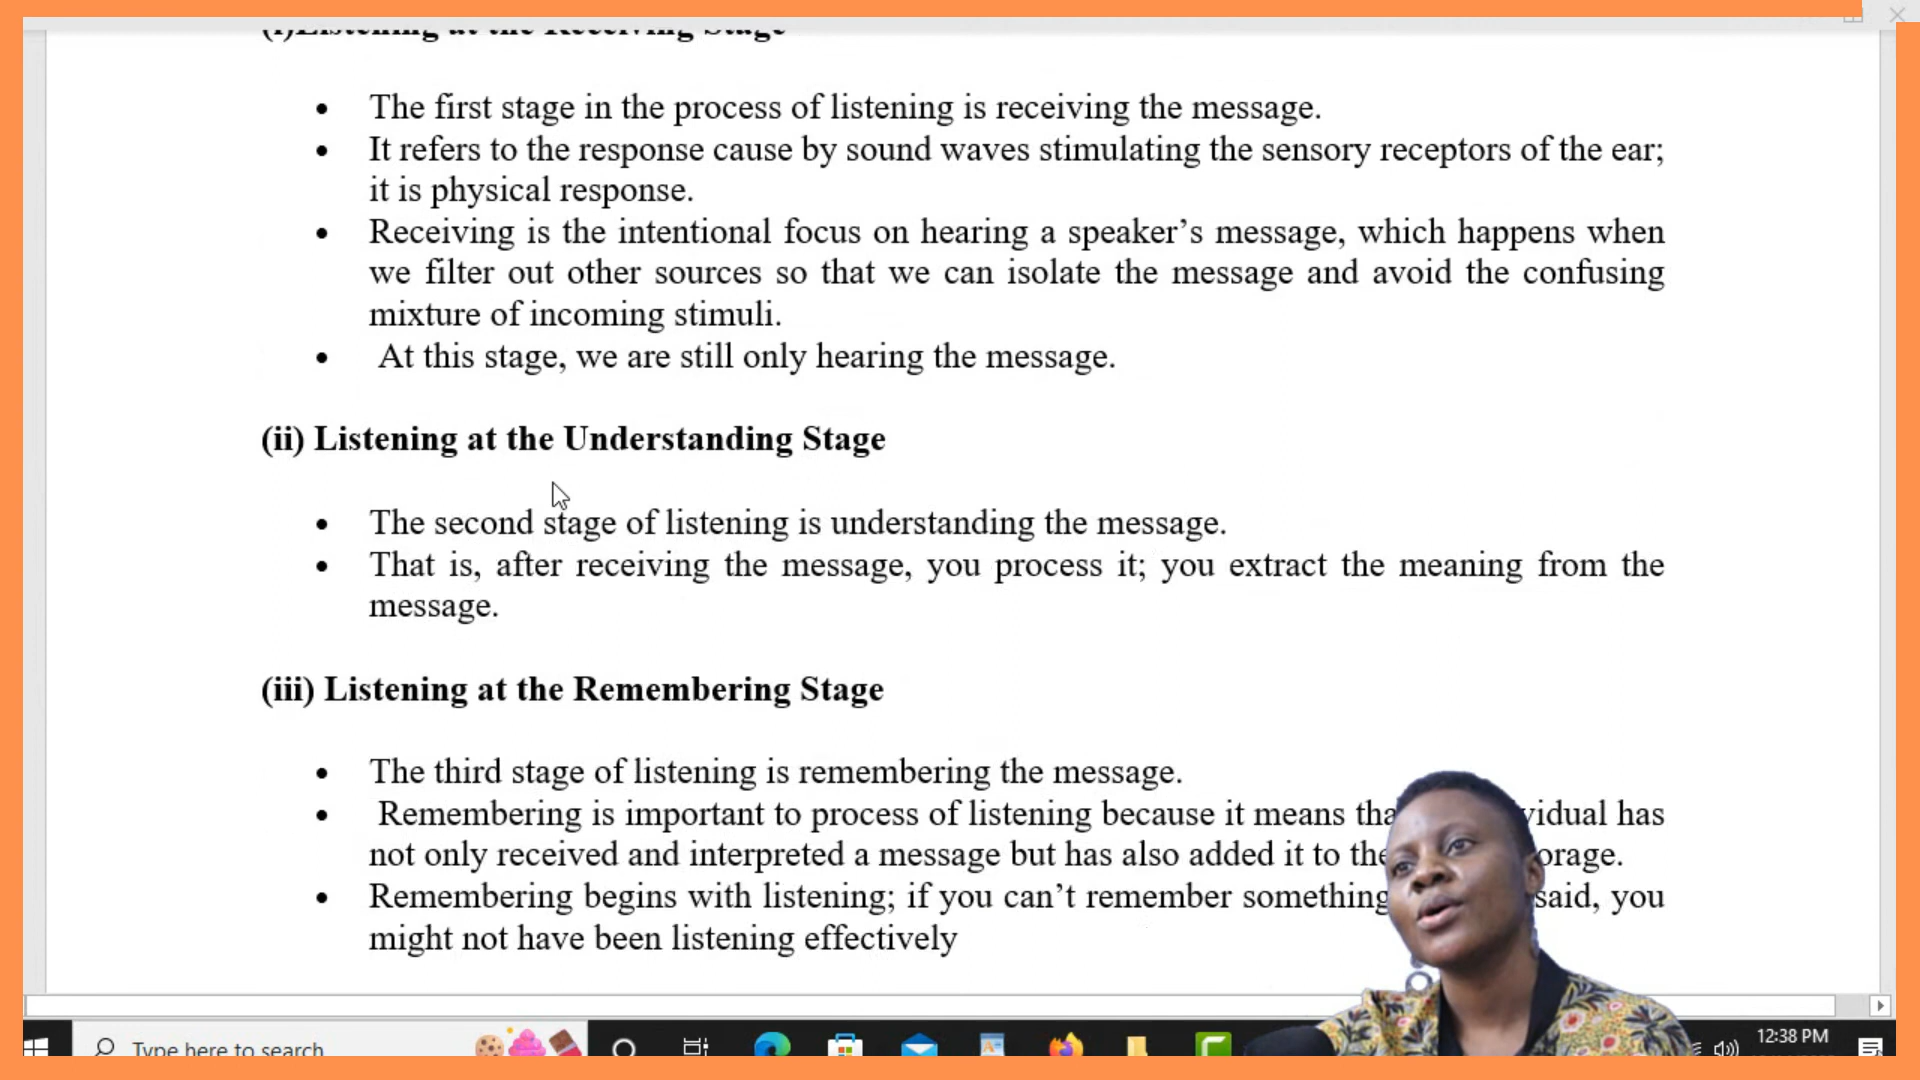 (i)Listening at the Receiving Stage
• The first stage in the process of listening is receiving the message.
• It refers to the response cause by sound waves stimulating the sensory receptors of the ear;
it is physical response.
• Receiving is the intentional focus on hearing a speaker’s message, which happens when
we filter out other sources so that we can isolate the message and avoid the confusing
mixture of incoming stimuli.
• At this stage, we are still only hearing the message.
(ii) Listening at the Understanding Stage
• The second stage of listening is understanding the message.
• That is, after receiving the message, you process it; you extract the meaning from the
message.
(iii) Listening at the Remembering Stage
• The third stage of listening is remembering the message.
• Remembering is important to process of listening because it means has
not only received and interpreted a message but has also added it to
• Remembering begins with listening; if you can’t remember something said, you
might not have been listening effectively
Type here to search
12:38 PM